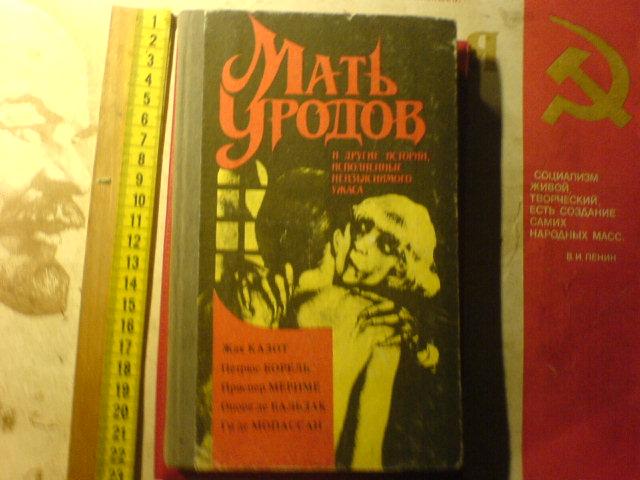 Мать
Уродов
и другие истории,
исполненные
неизъяснимого
ужаса
Жак КАЗОТ
Петрюс БОРЕЛЬ
Проспер МЕРИМЕ
Оноре де БАЛЬЗАК
Ги де МОПАССАН
1
2
3
4
5
6
7
8
9
10
11
12
13
14
15
16
17
18
19
20
21
22
23
Я
СОЦИАЛИЗМ
ЖИВОЙ,
ТВОРЧЕСКИЙ
ЕСТЬ СОЗДАНИЕ
САМИХ
НАРОДНЫХ МАСС.
В.И.ЛЕНИН